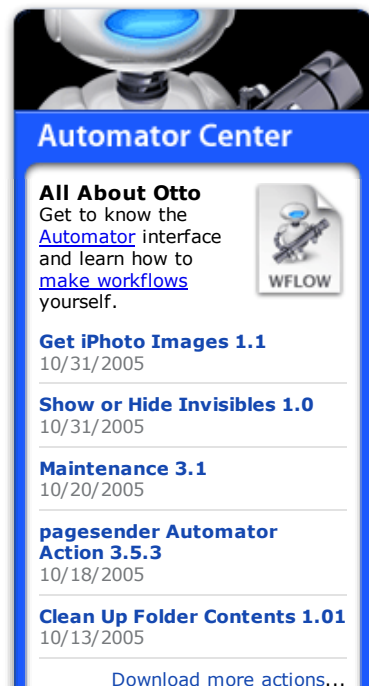 Automator Center
All About Otto
Get to know the
Automator interface
and learn how to
make workflows
yourself.
WFLOW
Get iPhoto Images 1.1
10/31/2005
Show or Hide Invisibles 1.0
10/31/2005
Maintenance 3.1
10/20/2005
pagesender Automator
Action 3.5.3
10/18/2005
Clean Up Folder Contents 1.01
10/13/2005
Download more actions...